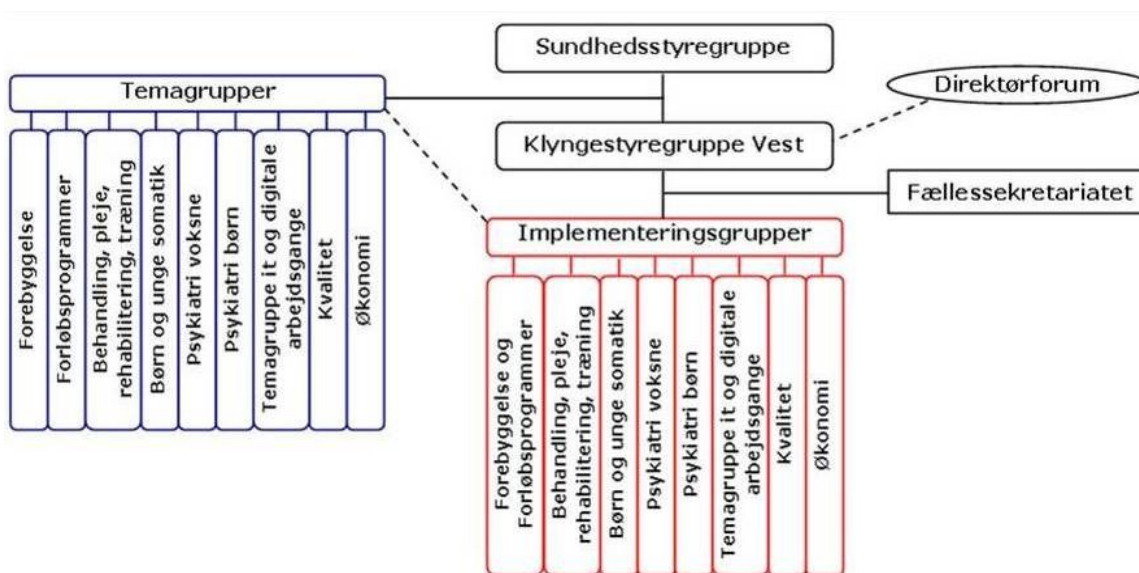 Sundhedsstyregruppe
Temagrupper
Direktørforum
Klyngestyregruppe Vest
Fællessekretariatet
Implementeringsgrupper
Forebyggelse
Forløbsprogrammer
Behandling, pleje,
rehabilitering, træning
Børn og unge somatik
Psykiatri voksne
Psykiatri børn
Temagruppe it og digitale
arbejdsgange
Kvalitet
Økonomi
Forebyggelse og
Forløbsprogrammer
Behandling, pleje,
rehabilitering, træning
Børn og unge somatik
Psykiatri voksne
Psykiatri børn
Temagruppe it og digitale
arbejdsgange
Kvalitet
Økonomi